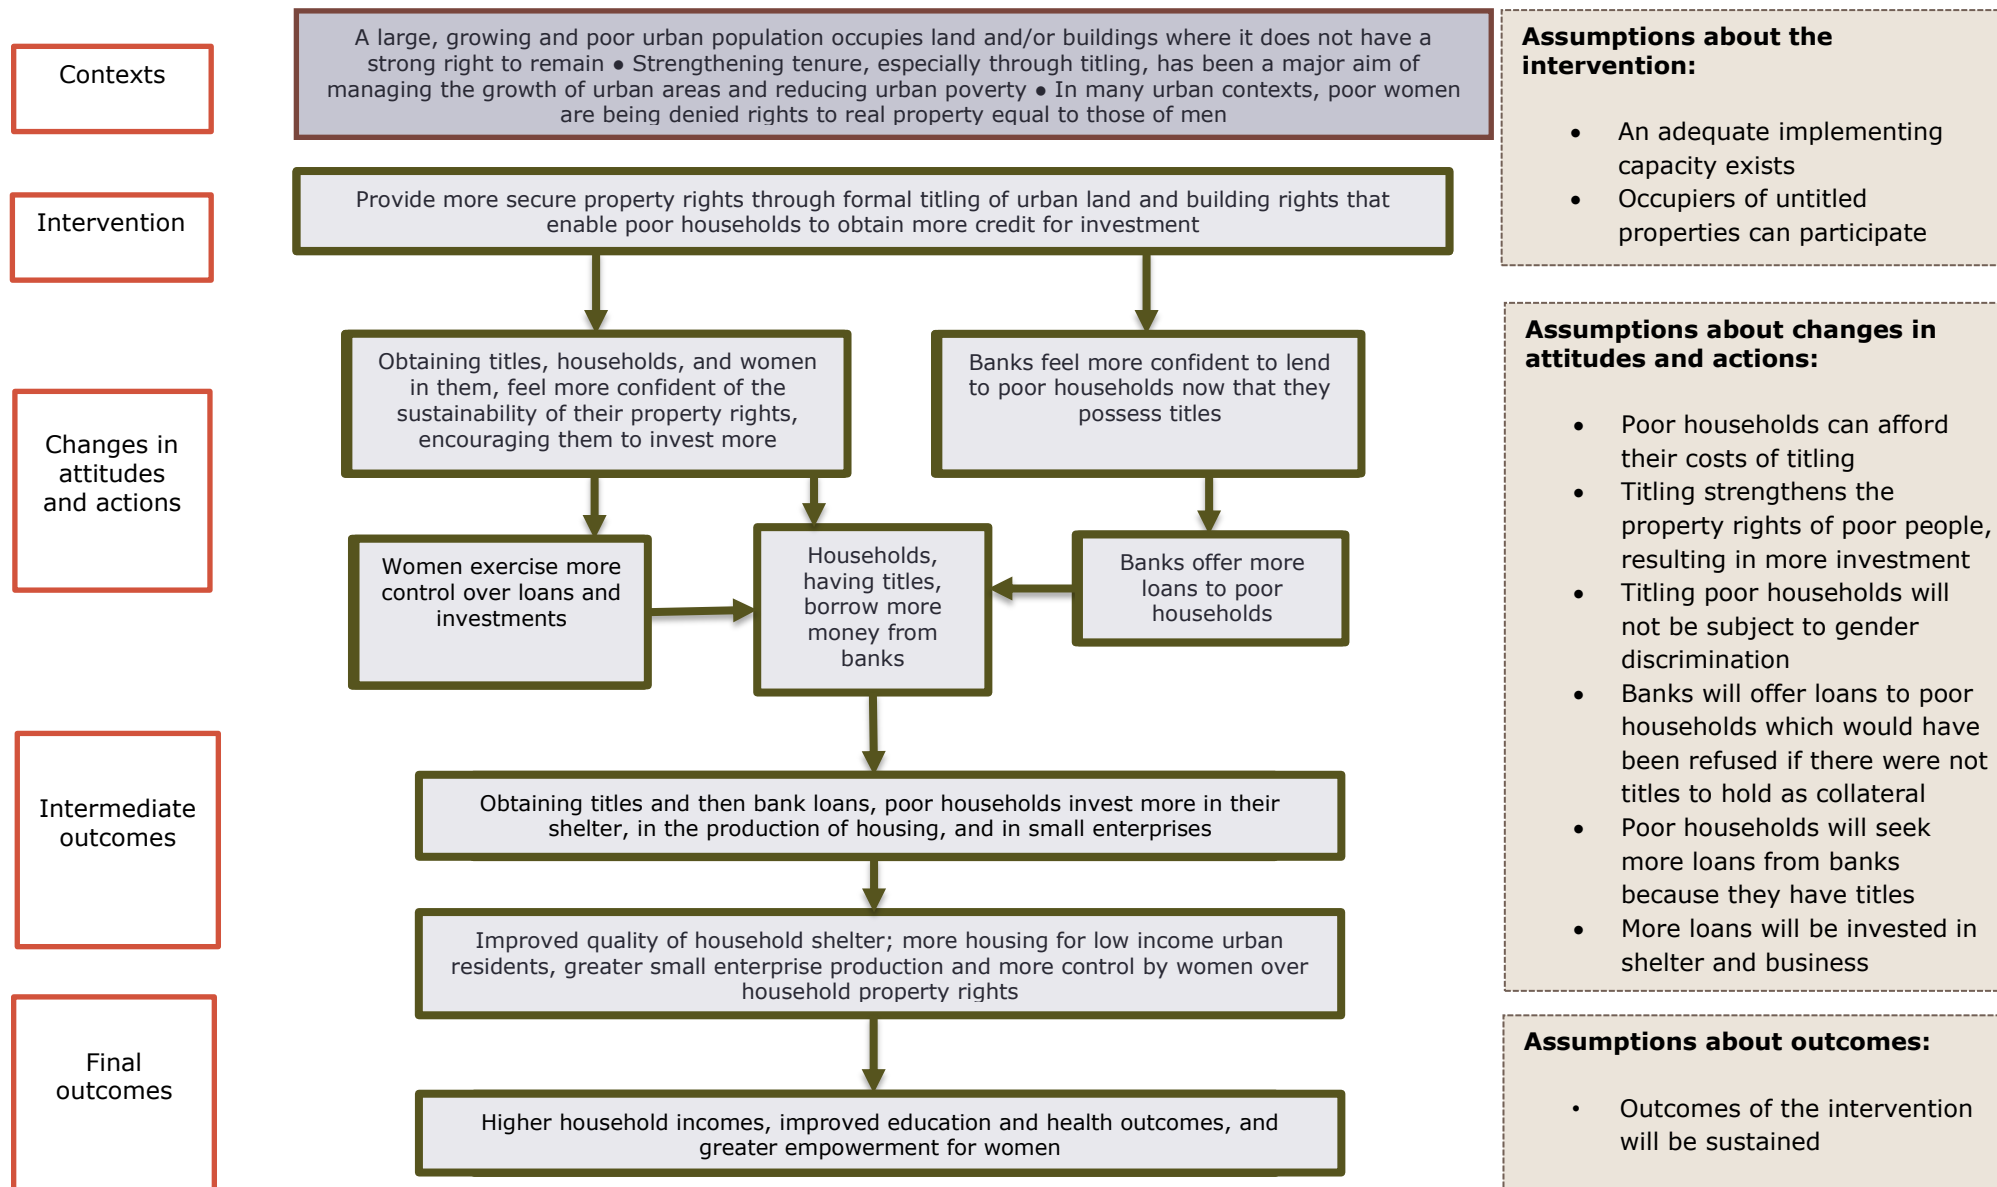 Contexts
A large, growing and poor urban population occupies land and/or buildings where it does not have a
strong right to remain ● Strengthening tenure, especially through titling, has been a major aim of
managing the growth of urban areas and reducing urban poverty ● In many urban contexts, poor women
are being denied rights to real property equal to those of men
Intervention
Provide more secure property rights through formal titling of urban land and building rights that
enable poor households to obtain more credit for investment
Changes in
attitudes
and actions
Obtaining titles, households, and women
in them, feel more confident of the
sustainability of their property rights,
encouraging them to invest more
Banks feel more confident to lend
to poor households now that they
possess titles
Women exercise more
control over loans and
investments
Households,
having titles,
borrow more
money from
banks
Banks offer more
loans to poor
households
Intermediate
outcomes
Obtaining titles and then bank loans, poor households invest more in their
shelter, in the production of housing, and in small enterprises
Improved quality of household shelter; more housing for low income urban
residents, greater small enterprise production and more control by women over
household property rights
Final
outcomes
Higher household incomes, improved education and health outcomes, and
greater empowerment for women
Assumptions about the
intervention:
• An adequate implementing
capacity exists
• Occupiers of untitled
properties can participate
Assumptions about changes in
attitudes and actions:
• Poor households can afford
their costs of titling
• Titling strengthens the
property rights of poor people,
resulting in more investment
• Titling poor households will
not be subject to gender
discrimination
• Banks will offer loans to poor
households which would have
been refused if there were not
titles to hold as collateral
• Poor households will seek
more loans from banks
because they have titles
• More loans will be invested in
shelter and business
Assumptions about outcomes:
• Outcomes of the intervention
will be sustained